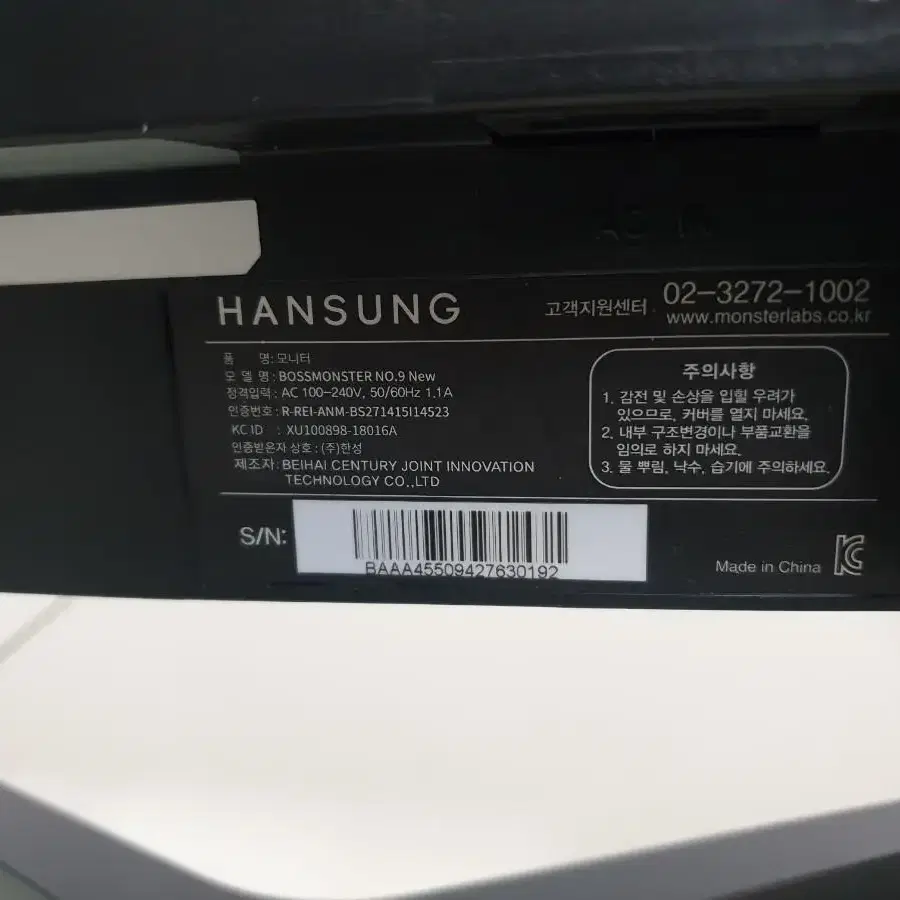 HANSUNG
고객지원센터 02-3272-1002
www.monsterlabs.co.kr
품 명: 모니터
모 델 명 : BOSSMONSTER NO.9 New
정격입력 : AC 100-240V, 50/60Hz 1.1A
인증번호 : R-REI-ANM-BS271415I14523
KC ID : XU100898-18016A
인증받은자 상호 : (주)한성
제조자 : BEIHAI CENTURY JOINT INNOVATION
TECHNOLOGY CO.,LTD
주의사항
1. 감전 및 손상을 입힐 우려가
있으므로, 커버를 열지 마세요.
2. 내부 구조변경이나 부품교환을
임의로 하지 마세요.
3. 물 뿌림, 낙수, 습기에 주의하세요.
S/N:
BAAA45509427630192
Made in China